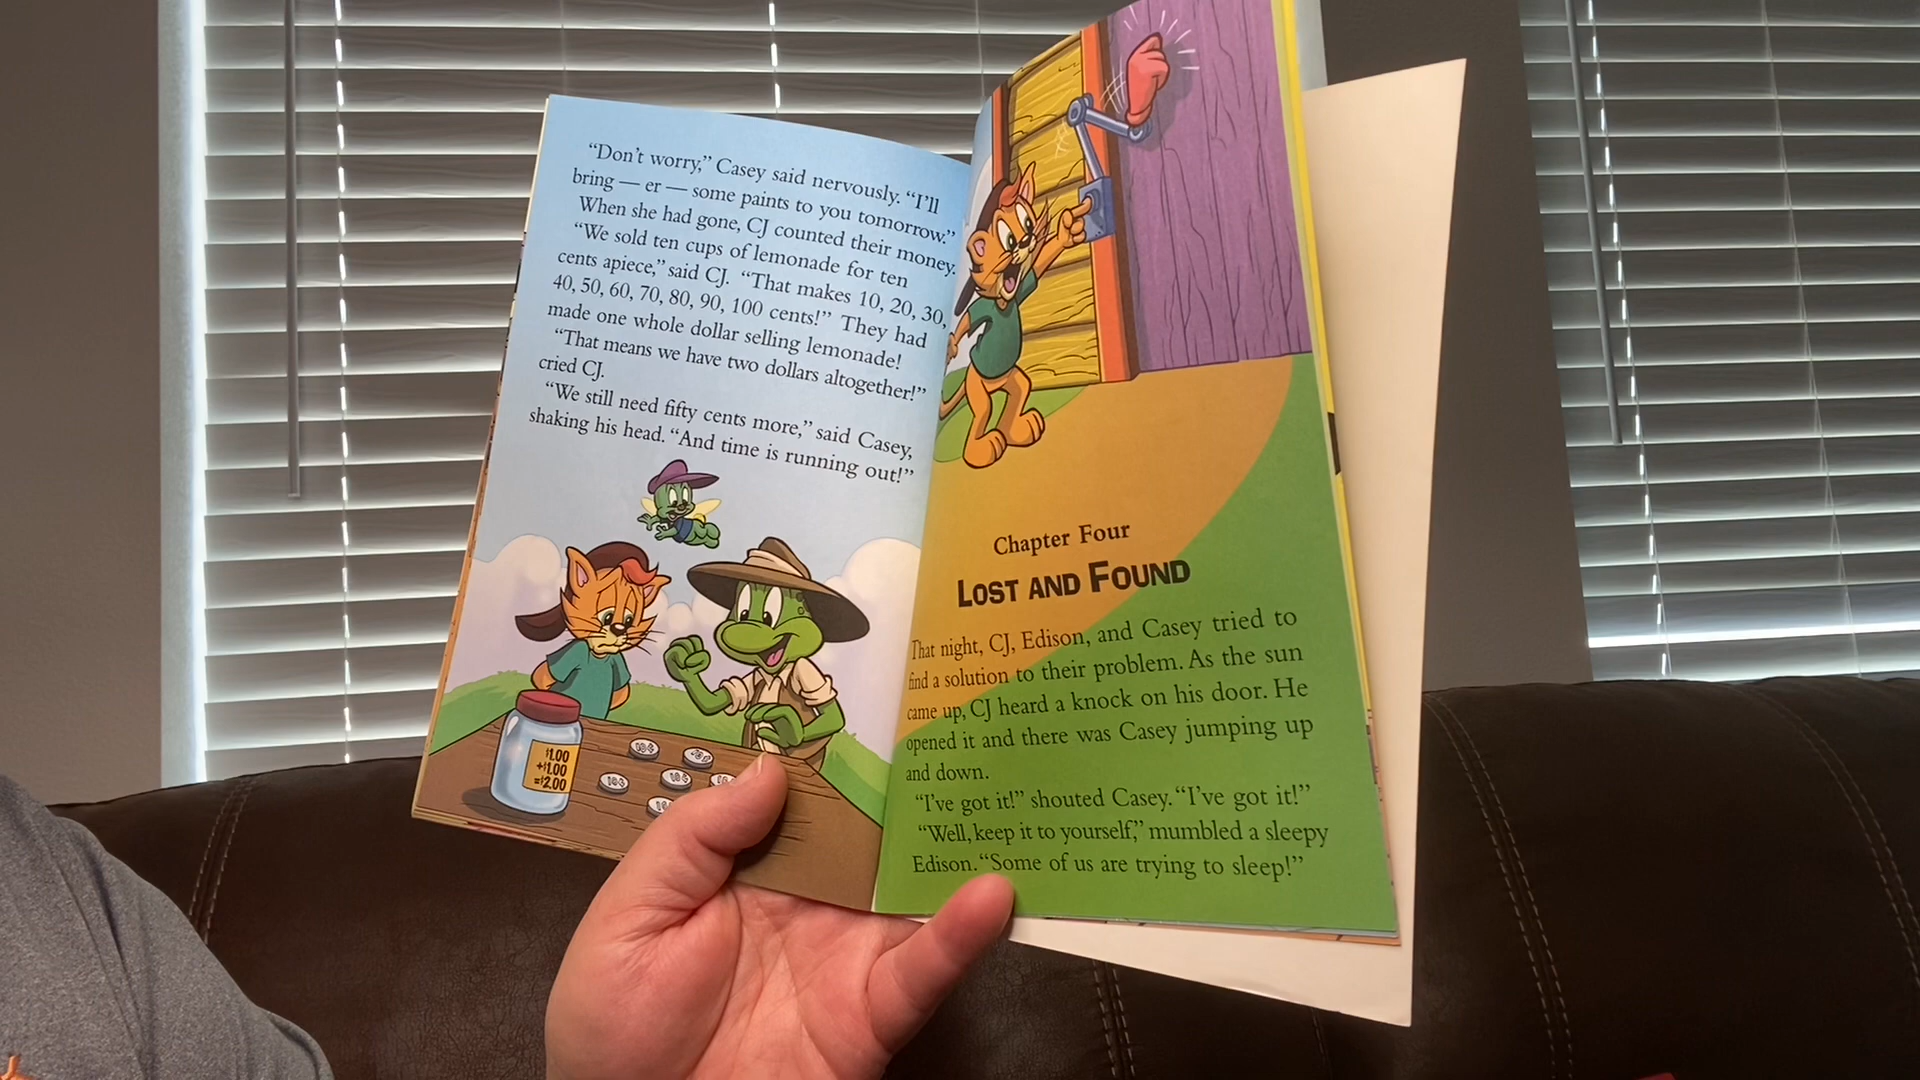 “Don’t worry,” Casey said nervously. “I’ll
bring — er — some paints to you tomorrow.”
When she had gone, CJ counted their money.
“We sold ten cups of lemonade for ten
cents apiece,” said CJ. “That makes 10, 20, 30,
40, 50, 60, 70, 80, 90, 100 cents!” They had
made one whole dollar selling lemonade!
“That means we have two dollars altogether!”
cried CJ.
“We still need fifty cents more,” said Casey,
shaking his head. “And time is running out!”
$1.00
+$1.00
=$2.00
10¢
10¢
10¢
Chapter Four
LOST AND FOUND
That night, CJ, Edison, and Casey tried to
find a solution to their problem. As the sun
came up, CJ heard a knock on his door. He
opened it and there was Casey jumping up
and down.
“I’ve got it!” shouted Casey. “I’ve got it!”
“Well, keep it to yourself,” mumbled a sleepy
Edison. “Some of us are trying to sleep!”